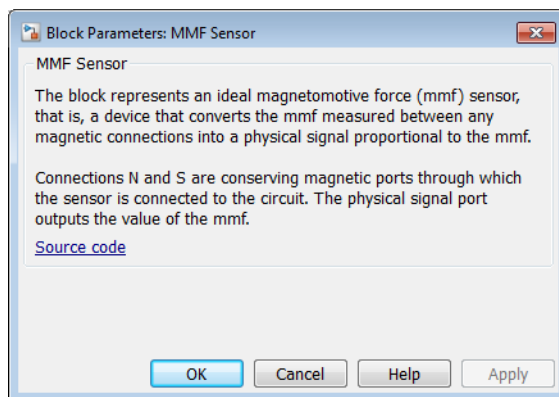 Block Parameters: MMF Sensor
MMF Sensor
The block represents an ideal magnetomotive force (mmf) sensor,
that is, a device that converts the mmf measured between any
magnetic connections into a physical signal proportional to the mmf.
Connections N and S are conserving magnetic ports through which
the sensor is connected to the circuit. The physical signal port
outputs the value of the mmf.
Source code
OK Cancel Help Apply